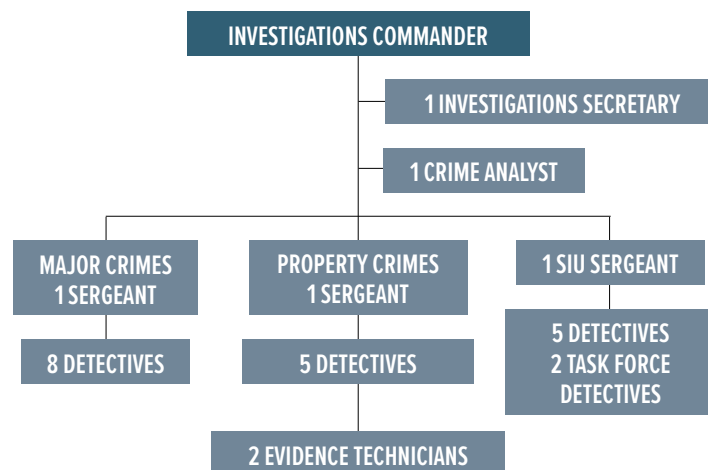 INVESTIGATIONS COMMANDER
1 INVESTIGATIONS SECRETARY
1 CRIME ANALYST
MAJOR CRIMES
1 SERGEANT
PROPERTY CRIMES
1 SERGEANT
1 SIU SERGEANT
8 DETECTIVES
5 DETECTIVES
5 DETECTIVES
2 TASK FORCE
DETECTIVES
2 EVIDENCE TECHNICIANS